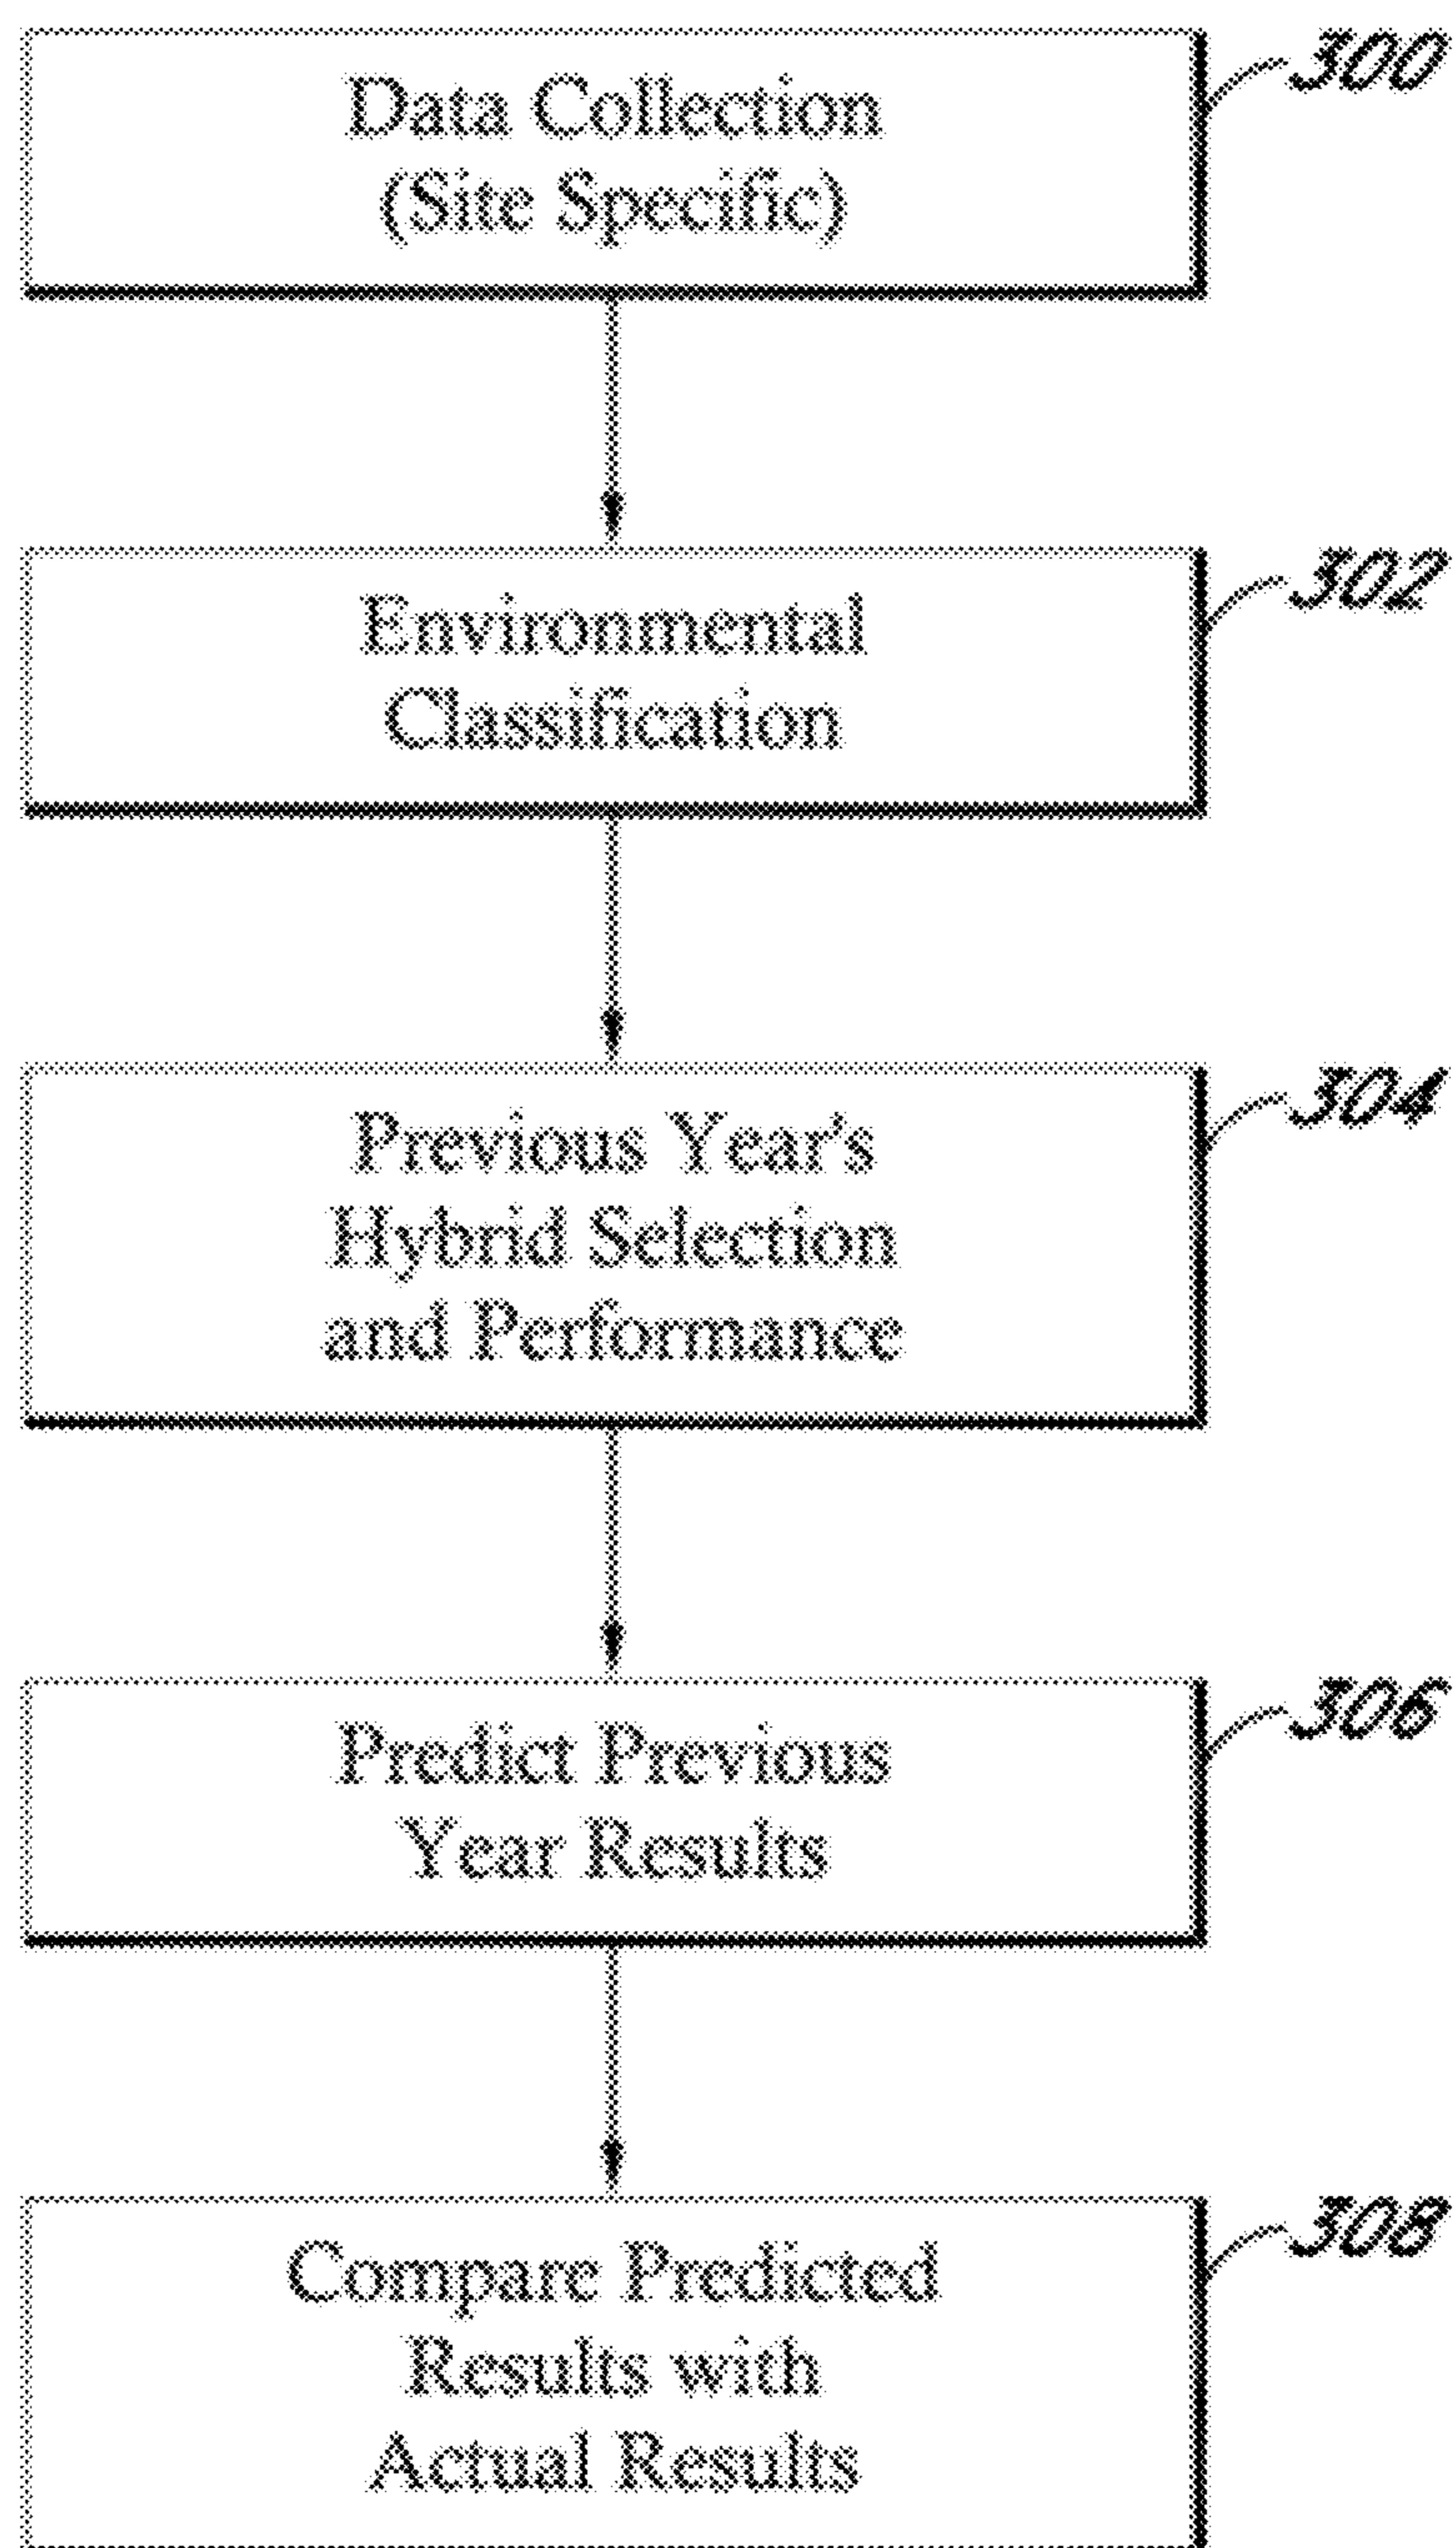 Data Collection
(Site Specific)
300
Environmental
Classification
302
Previous Year's
Hybrid Selection
and Performance
304
Predict Previous
Year Results
306
Compare Predicted
Results with
Actual Results
308